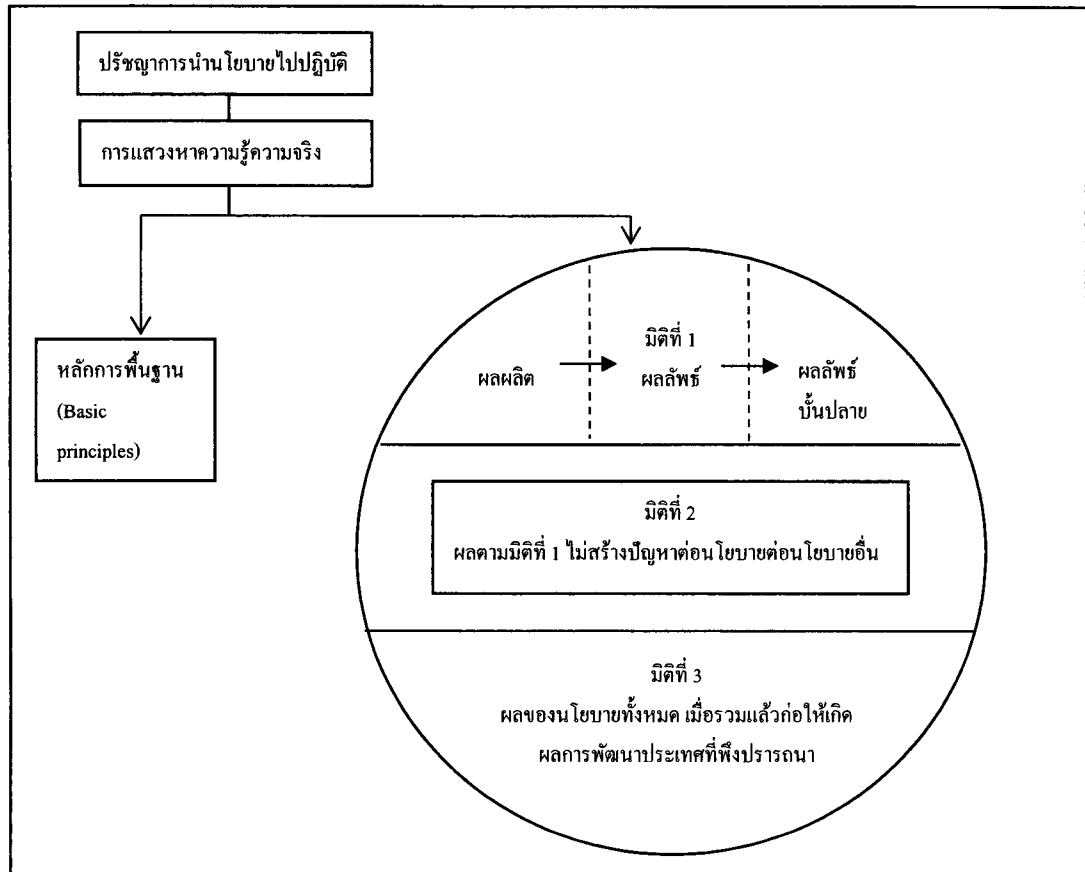 ปรัชญาการนำนโยบายไปปฏิบัติ
การแสวงหาความรู้ความจริง
หลักการพื้นฐาน
(Basic
principles)
มิติที่ 1
ผลผลิต
ผลลัพธ์
ผลลัพธ์
บั้นปลาย
มิติที่ 2
ผลตามมิติที่ 1 ไม่สร้างปัญหาต่อนโยบายต่อนโยบายอื่น
มิติที่ 3
ผลของนโยบายทั้งหมด เมื่อรวมแล้วก่อให้เกิด
ผลการพัฒนาประเทศที่พึงปรารถนา